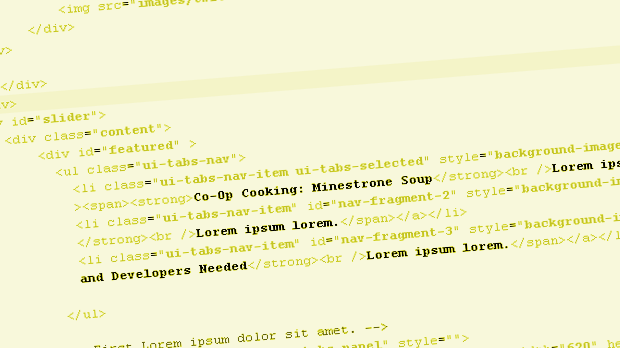 <img src="images/
</div>
</div>
id="slider">
<div class="content">
<div id="featured" >
<ul class="ui-tabs-nav">
<li class="ui-tabs-nav-item ui-tabs-selected" style="background-image
><span><strong>Co-Op Cooking: Minestrone Soup</strong><br />Lorem ips
<li class="ui-tabs-nav-item" id="nav-fragment-2" style="background-im
</strong><br />Lorem ipsum lorem.</span></a></li>
<li class="ui-tabs-nav-item" id="nav-fragment-3" style="background-i
and Developers Needed</strong><br />Lorem ipsum lorem.</span></a></l
</ul>
First Lorem ipsum dolor sit amet. -->
style="">
"620" he